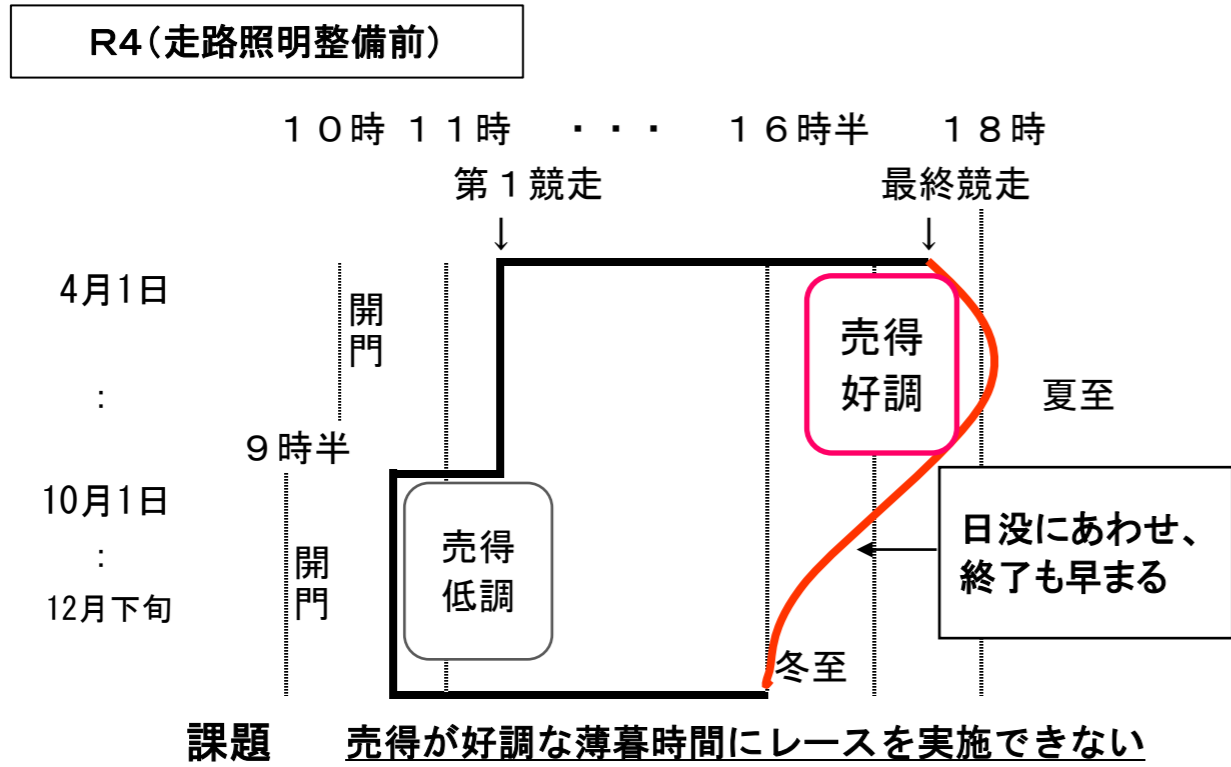 R4(走路照明整備前)
10時 11時 ・・・ 16時半 18時
第1競走 最終競走
↓ ↓
4月1日
開門
売得
好調
:
夏至
9時半
10月1日
:
12月下旬
開門
売得
低調
日没にあわせ、
終了も早まる
冬至
課題 売得が好調な薄暮時間にレースを実施できない